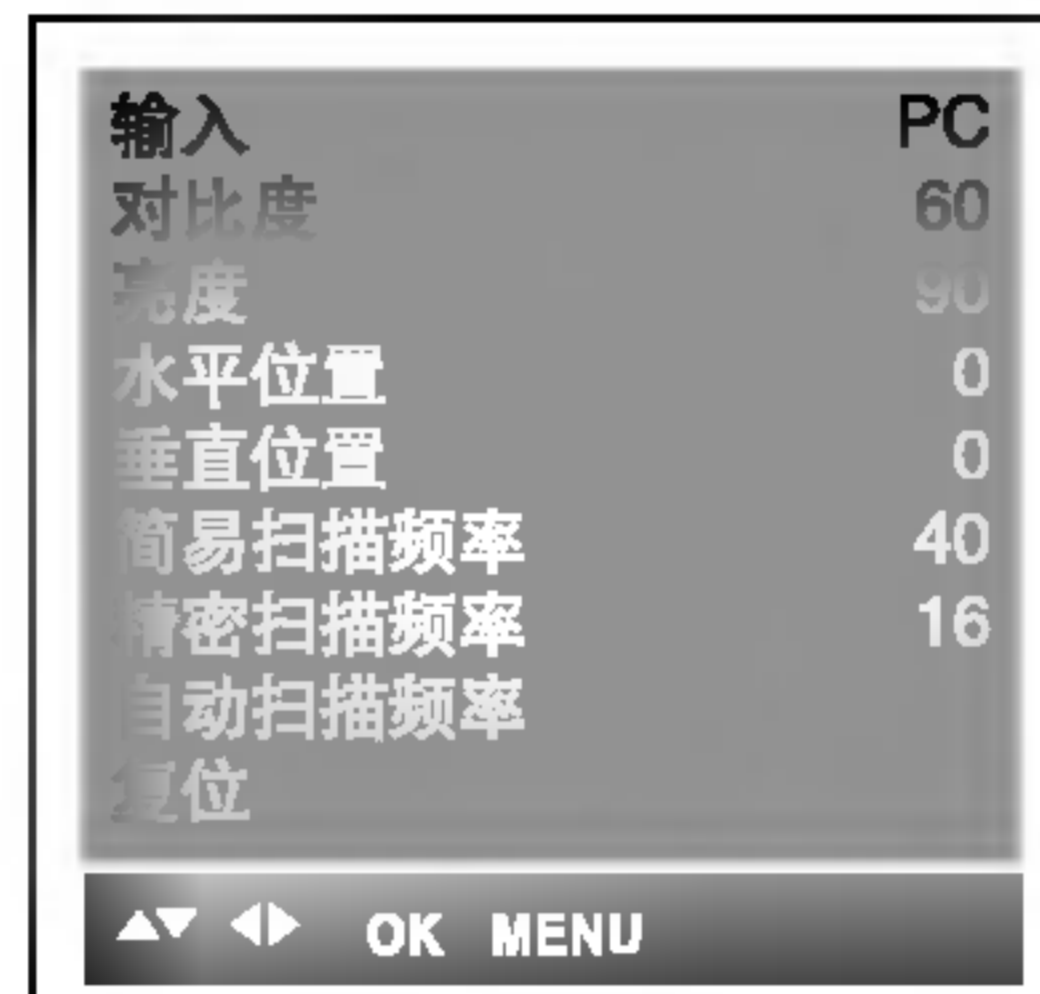 输入 PC
对比度 60
亮度 90
水平位置 0
垂直位置 0
简易扫描频率 40
精密扫描频率 16
自动扫描频率
复位
▲▼ ◀▶ OK MENU